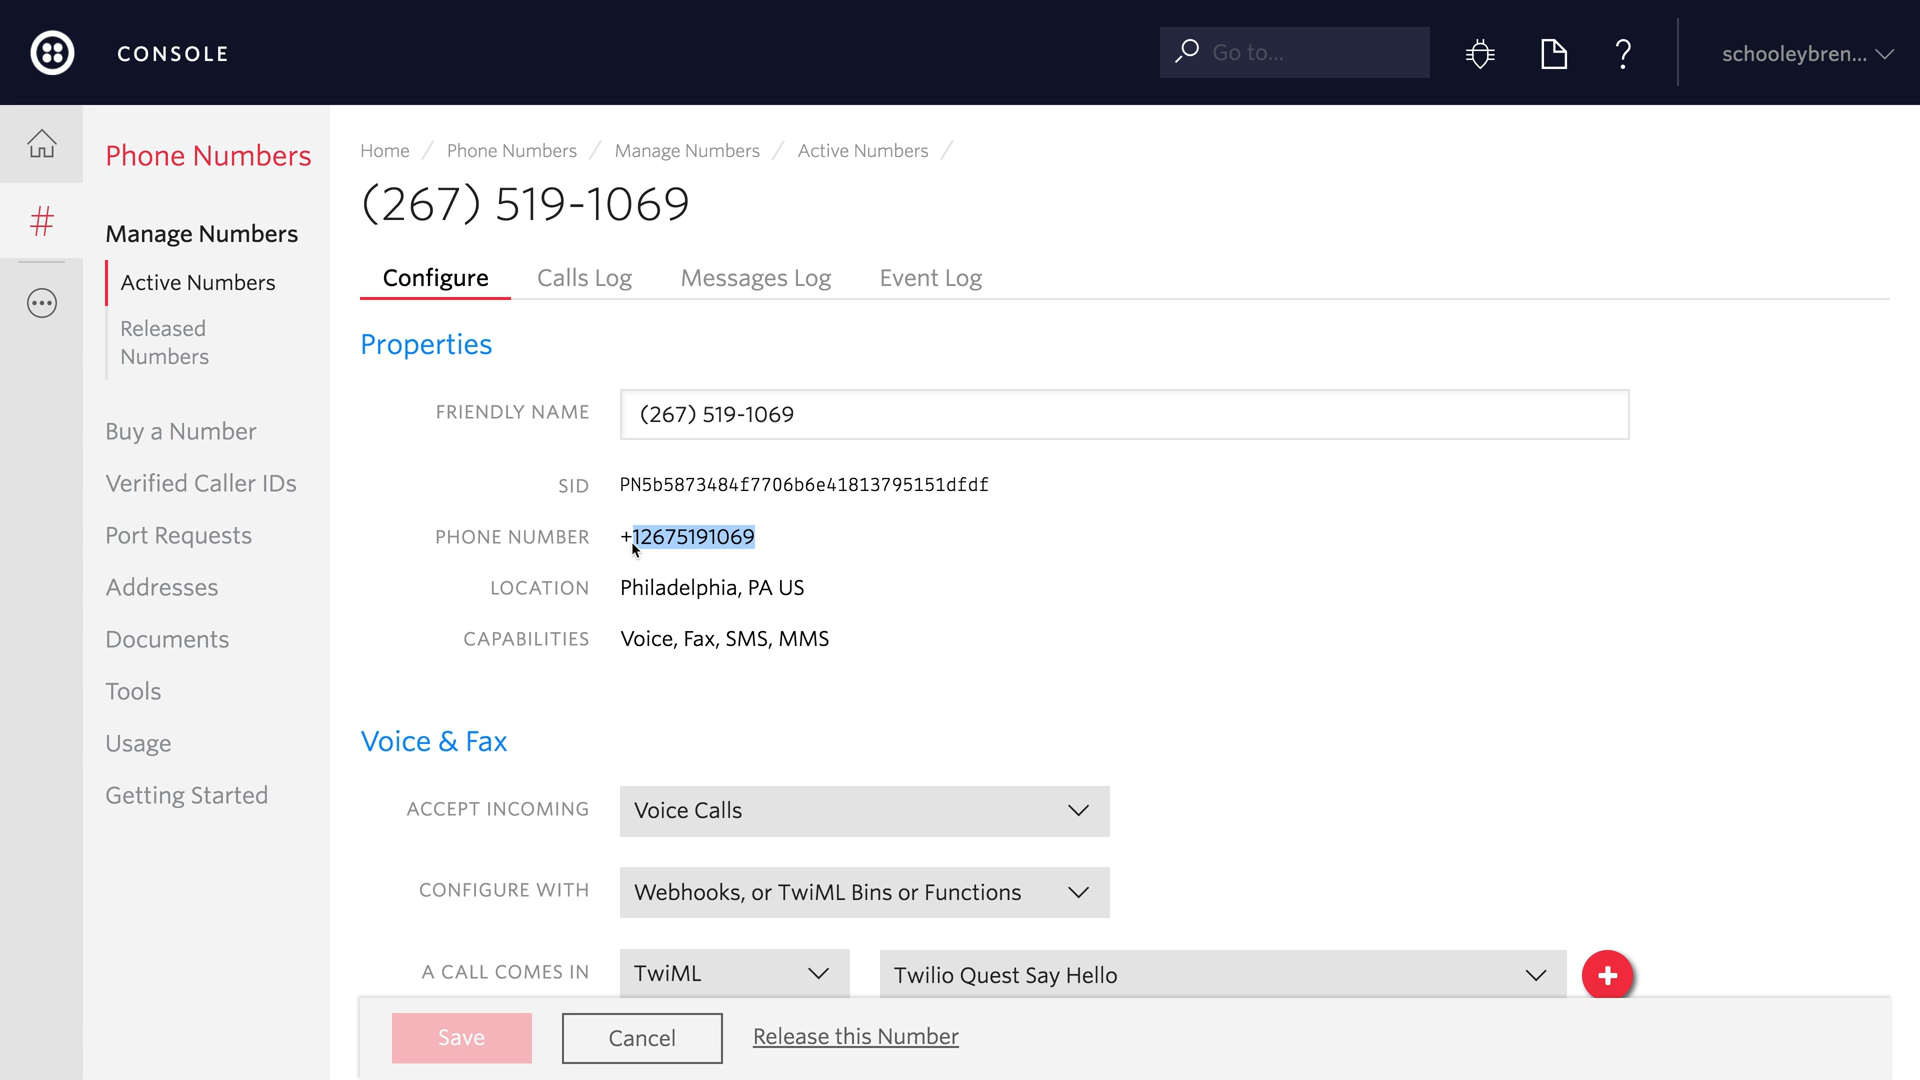 CONSOLE
Go to...
?
schooleybren...
#
Phone Numbers
Manage Numbers
Active Numbers
Released
Numbers
Buy a Number
Verified Caller IDs
Port Requests
Addresses
Documents
Tools
Usage
Getting Started
Home / Phone Numbers / Manage Numbers / Active Numbers /
(267) 519-1069
Configure Calls Log Messages Log Event Log
Properties
FRIENDLY NAME (267) 519-1069
SID PN5b5873484f7706b6e41813795151dfdf
PHONE NUMBER +12675191069
LOCATION Philadelphia, PA US
CAPABILITIES Voice, Fax, SMS, MMS
Voice & Fax
ACCEPT INCOMING Voice Calls
CONFIGURE WITH Webhooks, or TwiML Bins or Functions
A CALL COMES IN TwiML Twilio Quest Say Hello
Save Cancel Release this Number